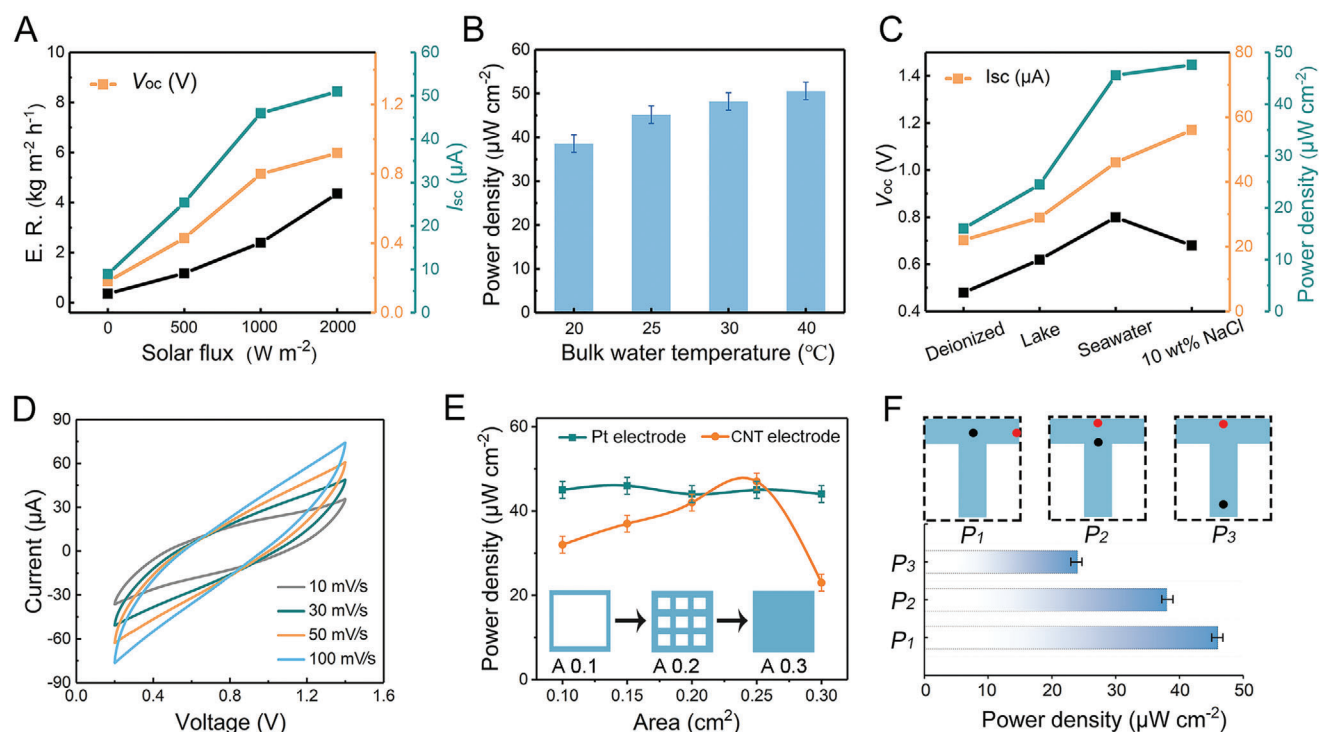 A
E. R. (kg m⁻² h⁻¹)
10
8
6
4
2
0
Voc (V)
1.2
0.8
0.4
0.0
Isc (μA)
60
50
40
30
20
10
0
0 500 1000 2000
Solar flux (W m⁻²)
B
Power density (μW cm⁻²)
60
50
40
30
20
10
0
20 25 30 40
Bulk water temperature (℃)
C
Voc (V)
1.4
1.2
1.0
0.8
0.6
0.4
Isc (μA)
80
60
40
20
0
Power density (μW cm⁻²)
50
40
30
20
10
0
Deionized Lake Seawater 10 wt% NaCl
D
Current (μA)
90
60
30
0
-30
-60
-90
10 mV/s
30 mV/s
50 mV/s
100 mV/s
0.0 0.4 0.8 1.2 1.6
Voltage (V)
E
Power density (μW cm⁻²)
60
40
20
0
Pt electrode CNT electrode
A 0.1 A 0.2 A 0.3
0.10 0.15 0.20 0.25 0.30
Area (cm²)
F
P₁ P₂ P₃
P₃
P₂
P₁
0 10 20 30 40 50
Power density (μW cm⁻²)